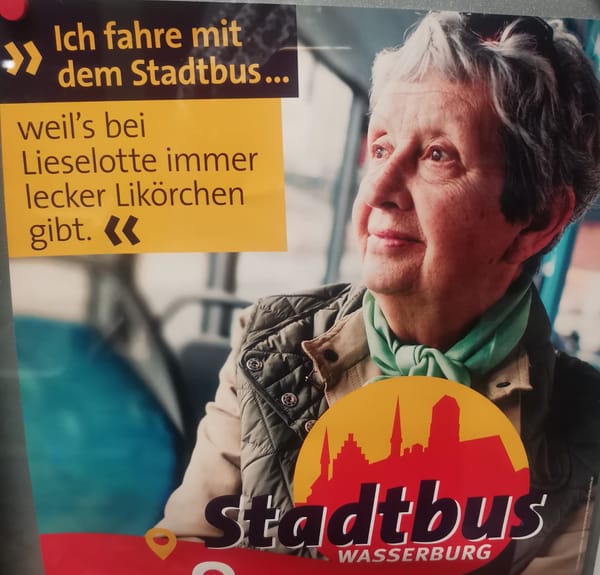 » Ich fahre mit
dem Stadtbus...
weil's bei
Lieselotte immer
lecker Likörchen
gibt. «
Stadtbus
WASSERBURG